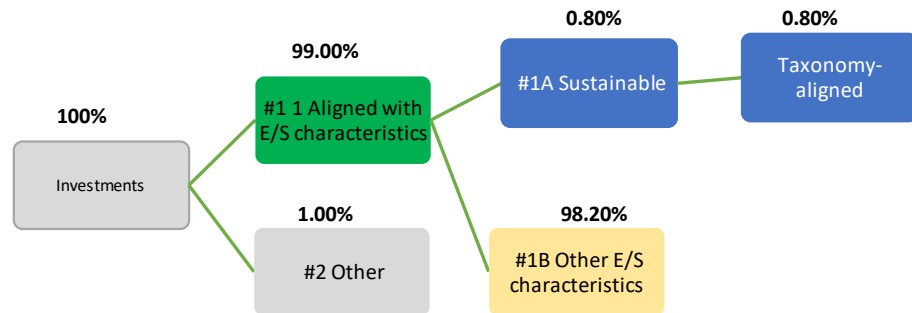 0.80%
0.80%
99.00%
#1A Sustainable
Taxonomy-
aligned
100%
#1 1 Aligned with
E/S characteristics
Investments
1.00%
98.20%
#2 Other
#1B Other E/S
characteristics